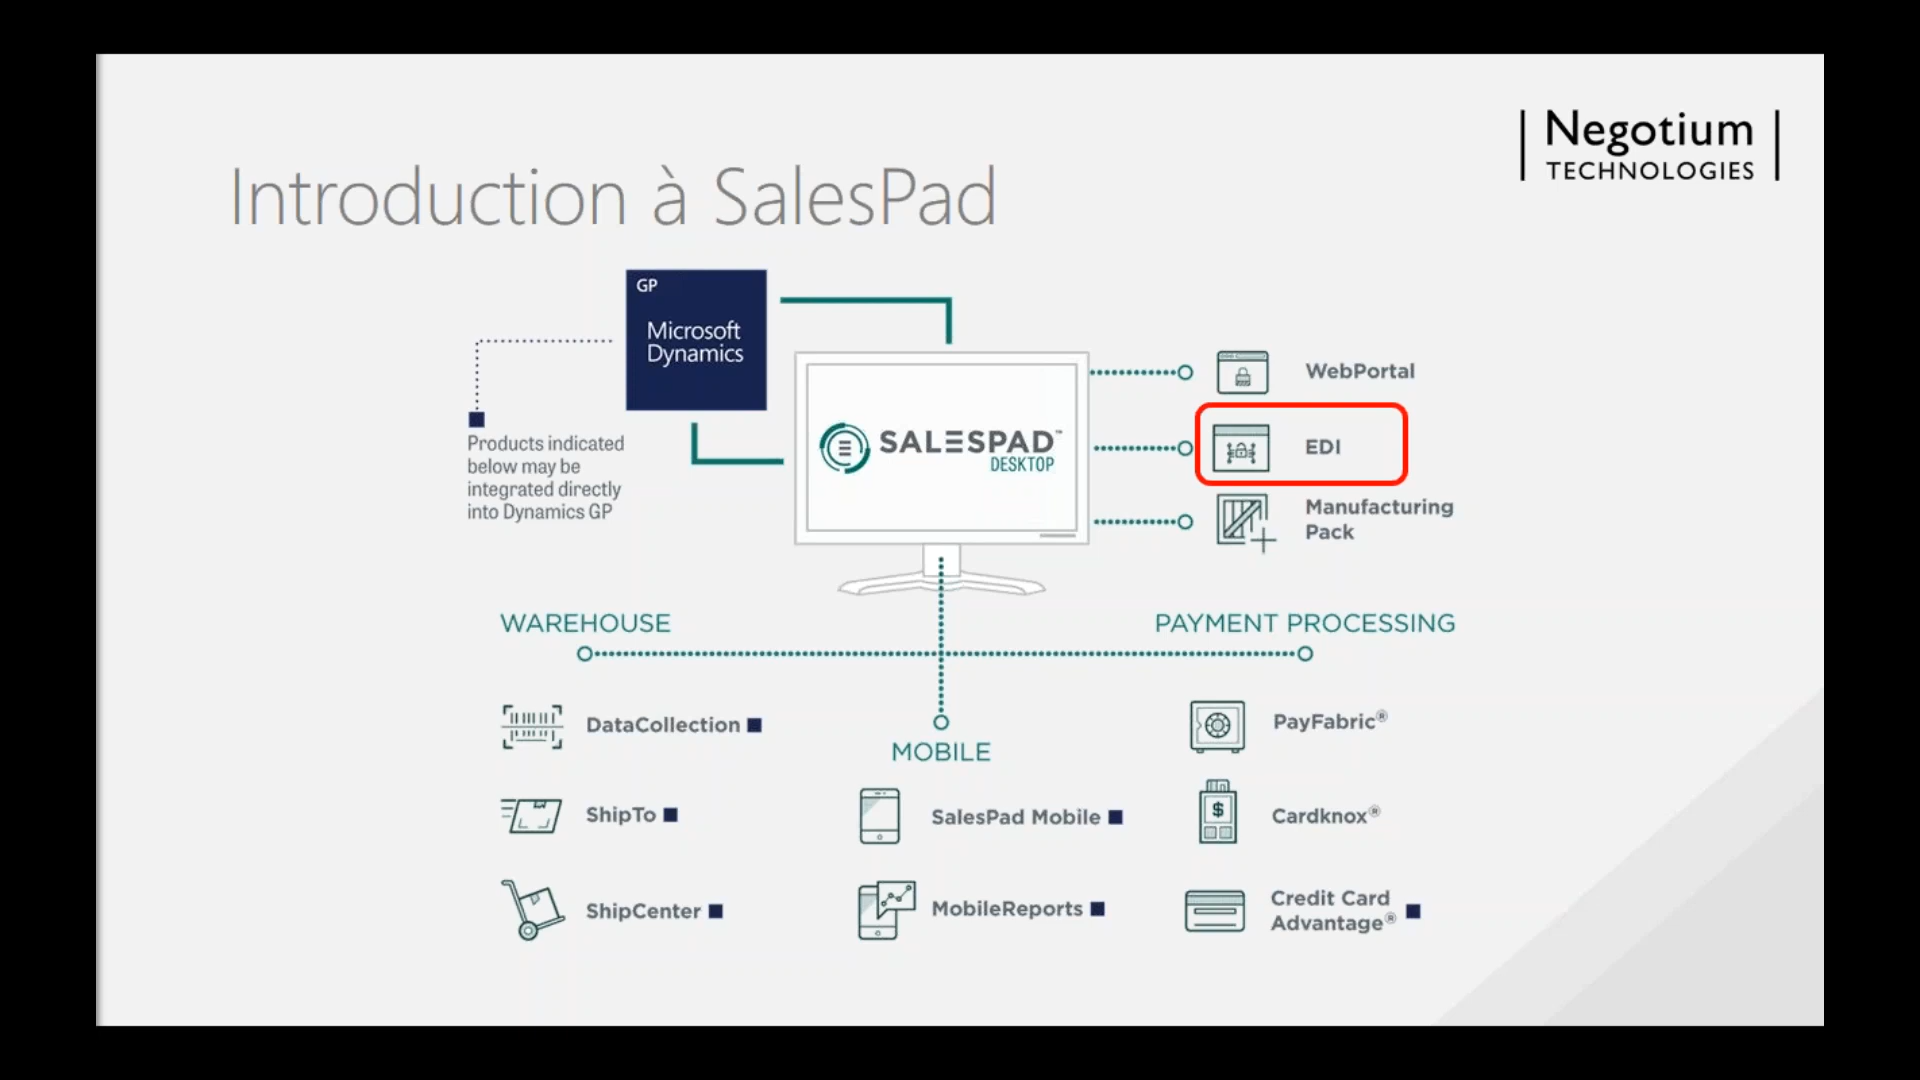 | Negotium |
TECHNOLOGIES
Introduction à SalesPad
GP
Microsoft
Dynamics
Products indicated
below may be
integrated directly
into Dynamics GP
SALESPAD™
DESKTOP
WebPortal
EDI
Manufacturing
Pack
WAREHOUSE
DataCollection
ShipTo
ShipCenter
MOBILE
SalesPad Mobile
MobileReports
PAYMENT PROCESSING
PayFabric®
$
Cardknox®
Credit Card
Advantage®